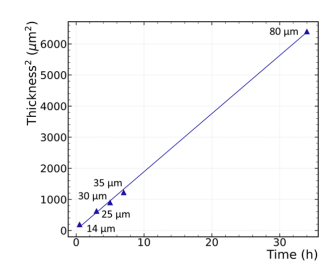 Thickness² (µm²)
6000
5000
4000
3000
2000
1000
0
80 µm
35 µm
30 µm
25 µm
14 µm
0 10 20 30
Time (h)